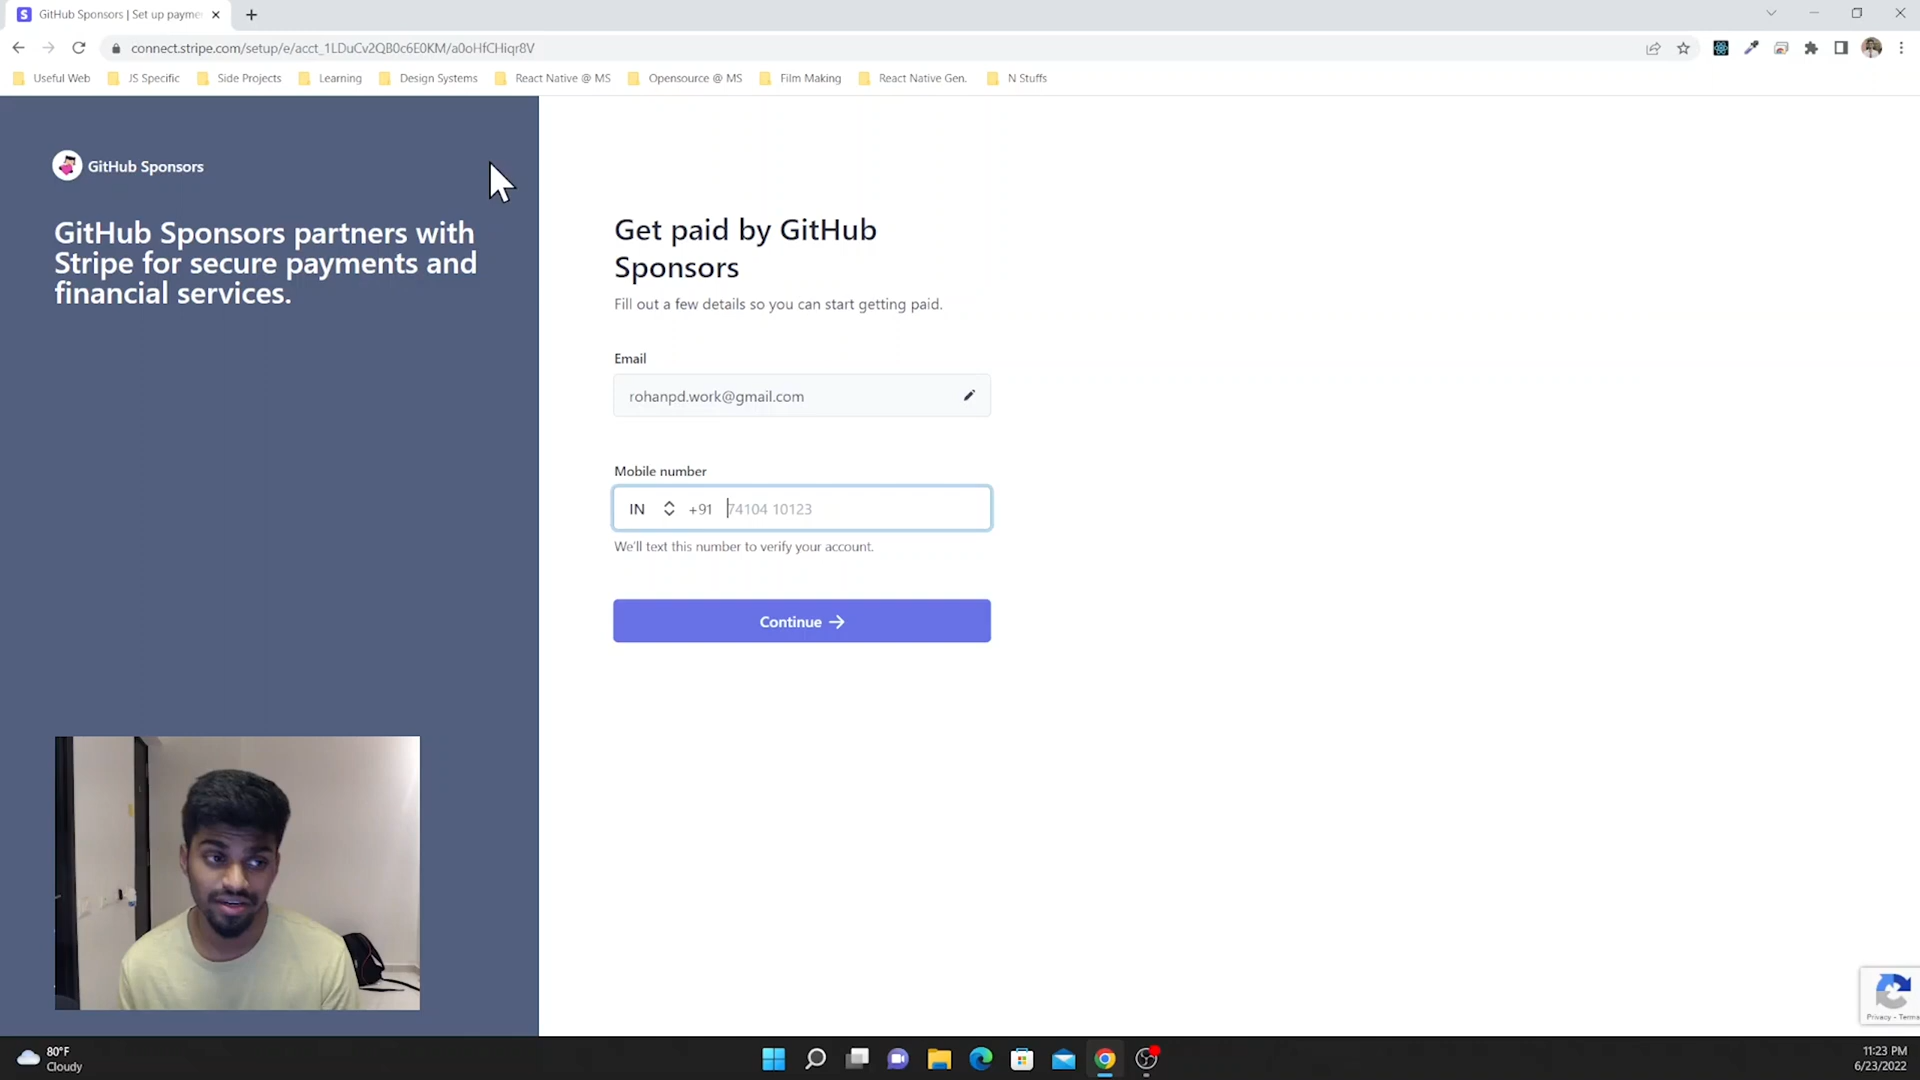 GitHub Sponsors | Set up payme
connect.stripe.com/setup/e/acct_1LDuCv2QB0c6E0KM/a0oHfCHiqr8V
Useful Web JS Specific Side Projects Learning Design Systems React Native @ MS Opensource @ MS Film Making React Native Gen. N Stuffs
GitHub Sponsors
GitHub Sponsors partners with
Stripe for secure payments and
financial services.
Get paid by GitHub
Sponsors
Fill out a few details so you can start getting paid.
Email
rohanpd.work@gmail.com
Mobile number
IN +91 74104 10123
We'll text this number to verify your account.
Continue →
Privacy - Terms
80°F
Cloudy
11:23 PM
6/23/2022